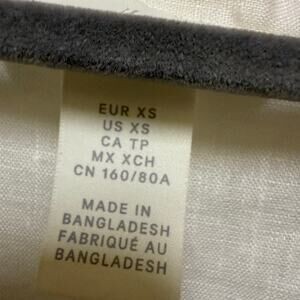 EUR XS
US XS
CA TP
MX XCH
CN 160/80A
MADE IN
BANGLADESH
FABRIQUÉ AU
BANGLADESH